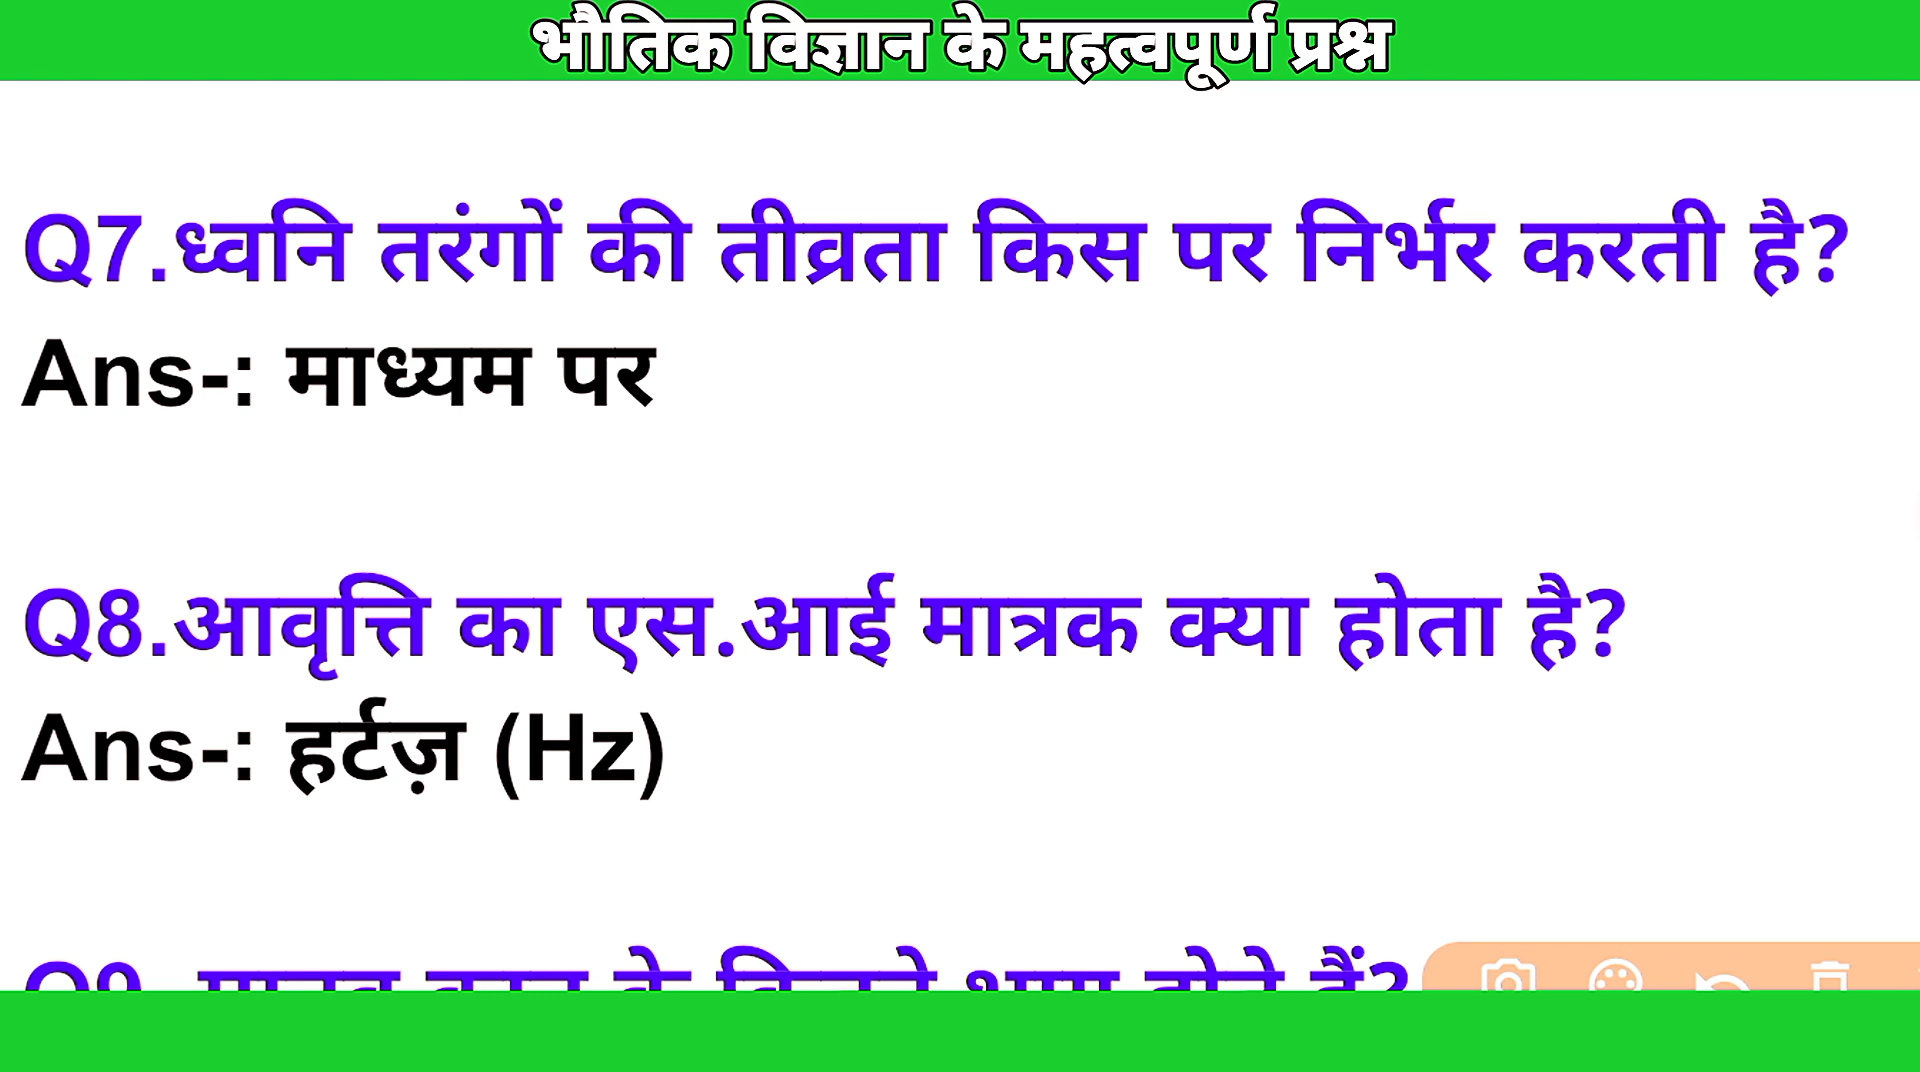 भौतिक विज्ञान के महत्वपूर्ण प्रश्न
Q7.ध्वनि तरंगों की तीव्रता किस पर निर्भर करती है?
Ans-: माध्यम पर
Q8.आवृत्ति का एस.आई मात्रक क्या होता है?
Ans-: हर्टज़ (Hz)